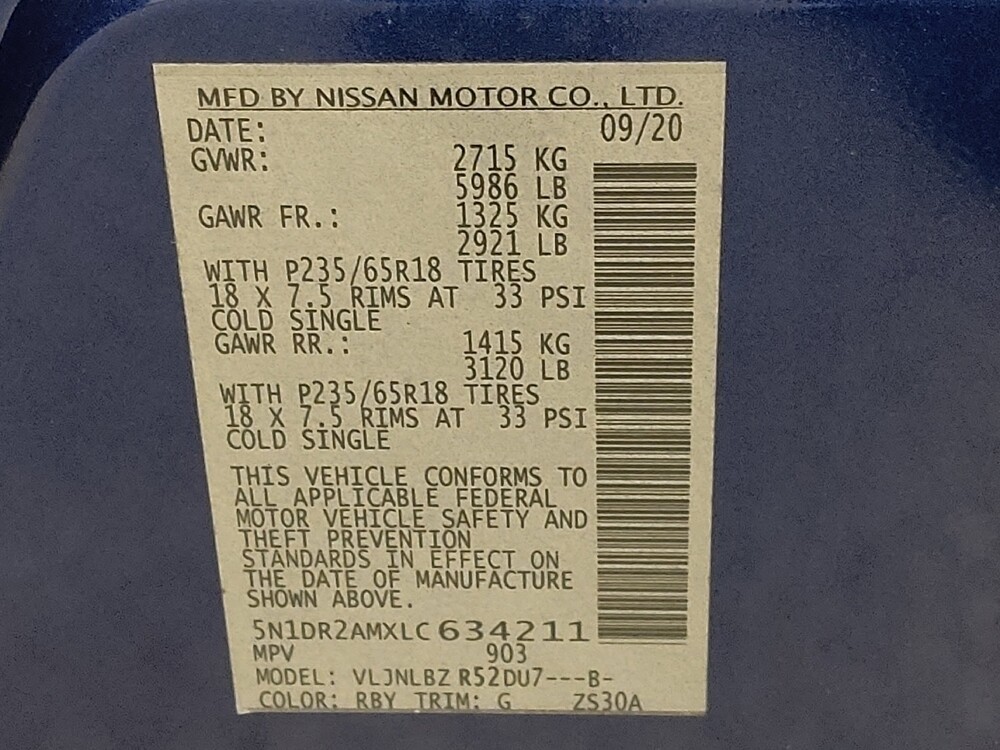 MFD BY NISSAN MOTOR CO., LTD.
DATE: 09/20
GVWR: 2715 KG
5986 LB
GAWR FR.: 1325 KG
2921 LB
WITH P235/65R18 TIRES
18 X 7.5 RIMS AT 33 PSI
COLD SINGLE
GAWR RR.: 1415 KG
3120 LB
WITH P235/65R18 TIRES
18 X 7.5 RIMS AT 33 PSI
COLD SINGLE
THIS VEHICLE CONFORMS TO
ALL APPLICABLE FEDERAL
MOTOR VEHICLE SAFETY AND
THEFT PREVENTION
STANDARDS IN EFFECT ON
THE DATE OF MANUFACTURE
SHOWN ABOVE.
5N1DR2AMXLC634211
MPV 903
MODEL: VLJNLBZ R52DU7---B-
COLOR: RBY TRIM: G ZS30A